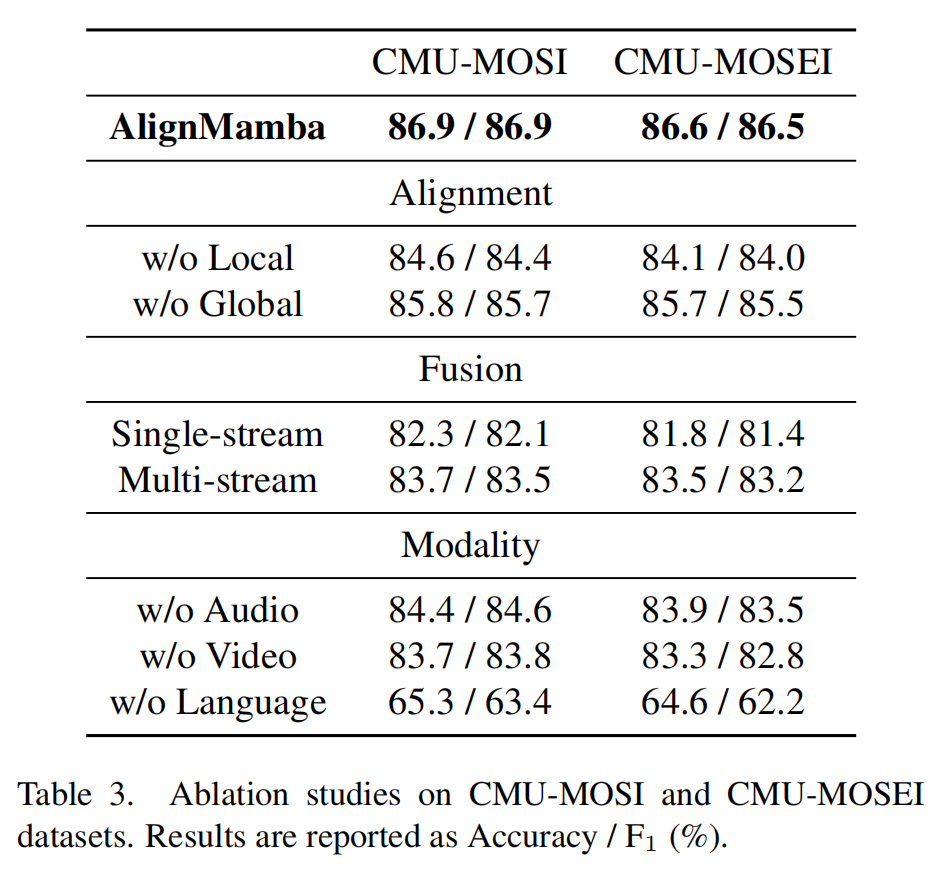 CMU-MOSI CMU-MOSEI
AlignMamba 86.9 / 86.9 86.6 / 86.5
Alignment
w/o Local 84.6 / 84.4 84.1 / 84.0
w/o Global 85.8 / 85.7 85.7 / 85.5
Fusion
Single-stream 82.3 / 82.1 81.8 / 81.4
Multi-stream 83.7 / 83.5 83.5 / 83.2
Modality
w/o Audio 84.4 / 84.6 83.9 / 83.5
w/o Video 83.7 / 83.8 83.3 / 82.8
w/o Language 65.3 / 63.4 64.6 / 62.2
Table 3. Ablation studies on CMU-MOSI and CMU-MOSEI
datasets. Results are reported as Accuracy / F₁ (%).